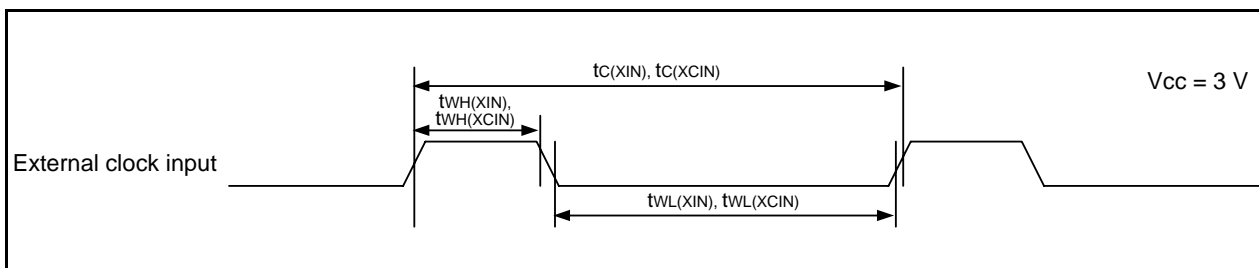 tC(XIN), tC(XCIN)
Vcc = 3 V
tWH(XIN),
tWH(XCIN)
External clock input
tWL(XIN), tWL(XCIN)